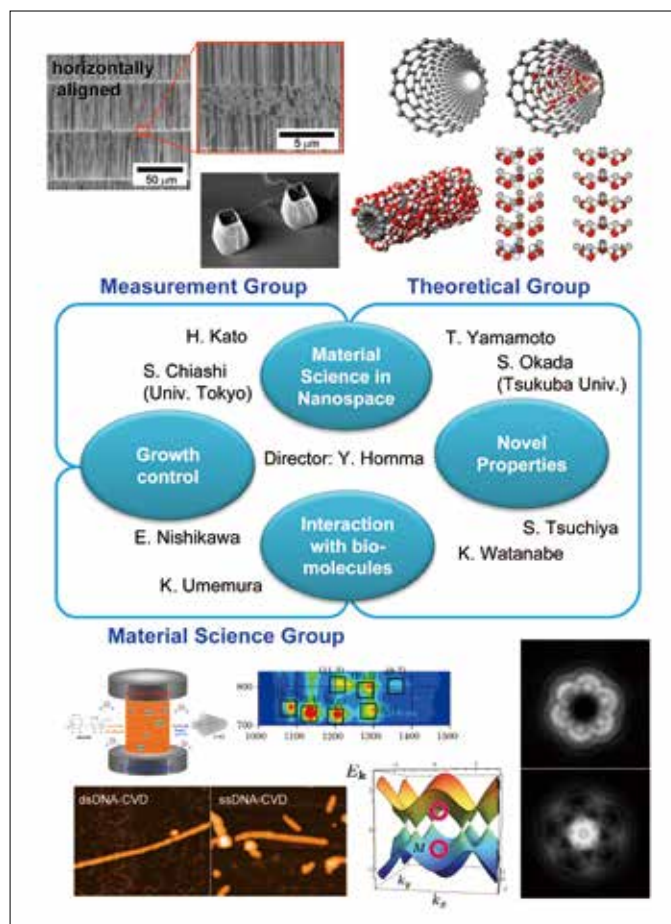 horizontally
aligned
50 µm
5 µm
Measurement Group
Theoretical Group
H. Kato
T. Yamamoto
S. Chiashi
(Univ. Tokyo)
Material
Science in
Nanospace
S. Okada
(Tsukuba Univ.)
Growth
control
Director: Y. Homma
Novel
Properties
E. Nishikawa
Interaction
with bio-
molecules
S. Tsuchiya
K. Watanabe
K. Umemura
Material Science Group
800
700
1000 1100 1200 1300 1400 1500
dsDNA-CVD
ssDNA-CVD
E k
M
k y
k x